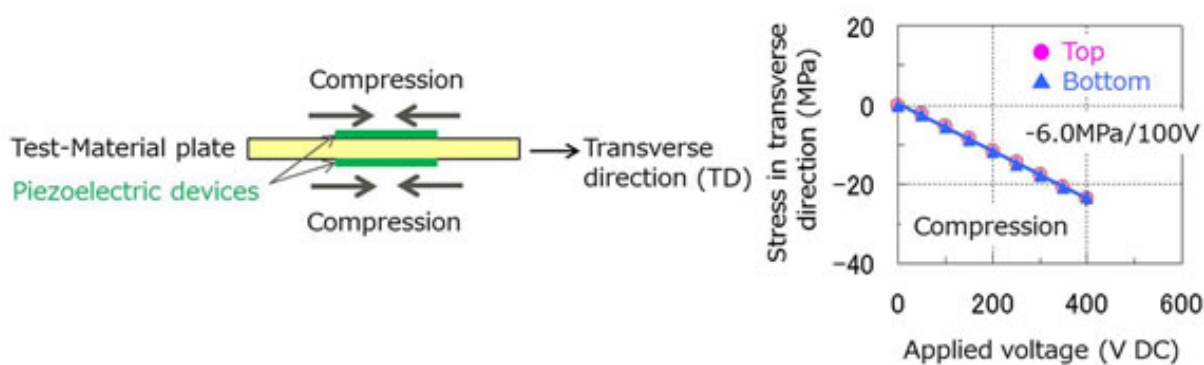 Compression
Test-Material plate
Piezoelectric devices
Transverse
direction (TD)
Compression
Stress in transverse
direction (MPa)
20
0
-20
-40
Top
Bottom
-6.0MPa/100V
Compression
0
200
400
600
Applied voltage (V DC)